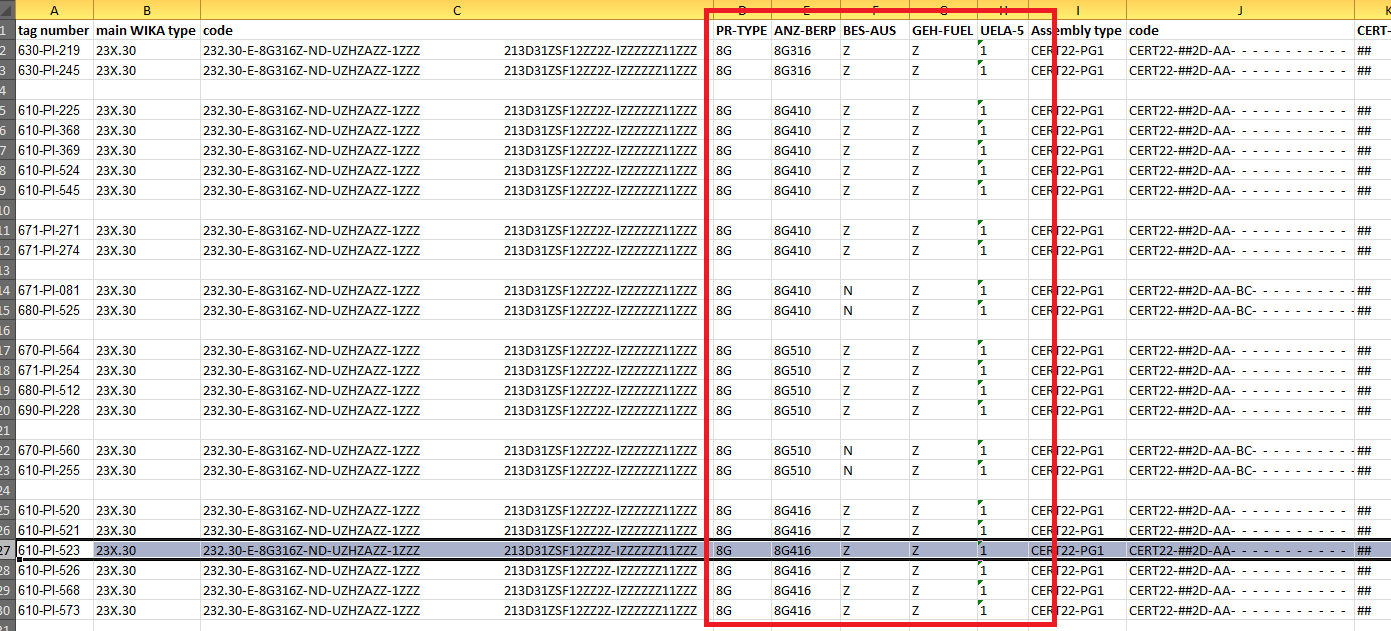 A B C D E F G H I J K
1 tag number main WIKA type code PR-TYPE ANZ-BERP BES-AUS GEH-FUEL UELA-5 Assembly type code CERT-
2 630-PI-219 23X.30 232.30-E-8G316Z-ND-UZHZAZZ-1ZZZ 213D31ZSF12ZZ2Z-IZZZZZZ11ZZZ 8G 8G316 Z Z 1 CERT22-PG1 CERT22-##2D-AA- - - - - - - - - - - ##
3 630-PI-245 23X.30 232.30-E-8G316Z-ND-UZHZAZZ-1ZZZ 213D31ZSF12ZZ2Z-IZZZZZZ11ZZZ 8G 8G316 Z Z 1 CERT22-PG1 CERT22-##2D-AA- - - - - - - - - - - ##
4
5 610-PI-225 23X.30 232.30-E-8G316Z-ND-UZHZAZZ-1ZZZ 213D31ZSF12ZZ2Z-IZZZZZZ11ZZZ 8G 8G410 Z Z 1 CERT22-PG1 CERT22-##2D-AA- - - - - - - - - - - ##
6 610-PI-368 23X.30 232.30-E-8G316Z-ND-UZHZAZZ-1ZZZ 213D31ZSF12ZZ2Z-IZZZZZZ11ZZZ 8G 8G410 Z Z 1 CERT22-PG1 CERT22-##2D-AA- - - - - - - - - - - ##
7 610-PI-369 23X.30 232.30-E-8G316Z-ND-UZHZAZZ-1ZZZ 213D31ZSF12ZZ2Z-IZZZZZZ11ZZZ 8G 8G410 Z Z 1 CERT22-PG1 CERT22-##2D-AA- - - - - - - - - - - ##
8 610-PI-524 23X.30 232.30-E-8G316Z-ND-UZHZAZZ-1ZZZ 213D31ZSF12ZZ2Z-IZZZZZZ11ZZZ 8G 8G410 Z Z 1 CERT22-PG1 CERT22-##2D-AA- - - - - - - - - - - ##
9 610-PI-545 23X.30 232.30-E-8G316Z-ND-UZHZAZZ-1ZZZ 213D31ZSF12ZZ2Z-IZZZZZZ11ZZZ 8G 8G410 Z Z 1 CERT22-PG1 CERT22-##2D-AA- - - - - - - - - - - ##
10
11 671-PI-271 23X.30 232.30-E-8G316Z-ND-UZHZAZZ-1ZZZ 213D31ZSF12ZZ2Z-IZZZZZZ11ZZZ 8G 8G410 Z Z 1 CERT22-PG1 CERT22-##2D-AA- - - - - - - - - - - ##
12 671-PI-274 23X.30 232.30-E-8G316Z-ND-UZHZAZZ-1ZZZ 213D31ZSF12ZZ2Z-IZZZZZZ11ZZZ 8G 8G410 Z Z 1 CERT22-PG1 CERT22-##2D-AA- - - - - - - - - - - ##
13
14 671-PI-081 23X.30 232.30-E-8G316Z-ND-UZHZAZZ-1ZZZ 213D31ZSF12ZZ2Z-IZZZZZZ11ZZZ 8G 8G410 N Z 1 CERT22-PG1 CERT22-##2D-AA-BC- - - - - - - - - - ##
15 680-PI-525 23X.30 232.30-E-8G316Z-ND-UZHZAZZ-1ZZZ 213D31ZSF12ZZ2Z-IZZZZZZ11ZZZ 8G 8G410 N Z 1 CERT22-PG1 CERT22-##2D-AA-BC- - - - - - - - - - ##
16
17 670-PI-564 23X.30 232.30-E-8G316Z-ND-UZHZAZZ-1ZZZ 213D31ZSF12ZZ2Z-IZZZZZZ11ZZZ 8G 8G510 Z Z 1 CERT22-PG1 CERT22-##2D-AA- - - - - - - - - - - ##
18 671-PI-254 23X.30 232.30-E-8G316Z-ND-UZHZAZZ-1ZZZ 213D31ZSF12ZZ2Z-IZZZZZZ11ZZZ 8G 8G510 Z Z 1 CERT22-PG1 CERT22-##2D-AA- - - - - - - - - - - ##
19 680-PI-512 23X.30 232.30-E-8G316Z-ND-UZHZAZZ-1ZZZ 213D31ZSF12ZZ2Z-IZZZZZZ11ZZZ 8G 8G510 Z Z 1 CERT22-PG1 CERT22-##2D-AA- - - - - - - - - - - ##
20 690-PI-228 23X.30 232.30-E-8G316Z-ND-UZHZAZZ-1ZZZ 213D31ZSF12ZZ2Z-IZZZZZZ11ZZZ 8G 8G510 Z Z 1 CERT22-PG1 CERT22-##2D-AA- - - - - - - - - - - ##
21
22 670-PI-560 23X.30 232.30-E-8G316Z-ND-UZHZAZZ-1ZZZ 213D31ZSF12ZZ2Z-IZZZZZZ11ZZZ 8G 8G510 N Z 1 CERT22-PG1 CERT22-##2D-AA-BC- - - - - - - - - - ##
23 610-PI-255 23X.30 232.30-E-8G316Z-ND-UZHZAZZ-1ZZZ 213D31ZSF12ZZ2Z-IZZZZZZ11ZZZ 8G 8G510 N Z 1 CERT22-PG1 CERT22-##2D-AA-BC- - - - - - - - - - ##
24
25 610-PI-520 23X.30 232.30-E-8G316Z-ND-UZHZAZZ-1ZZZ 213D31ZSF12ZZ2Z-IZZZZZZ11ZZZ 8G 8G416 Z Z 1 CERT22-PG1 CERT22-##2D-AA- - - - - - - - - - - ##
26 610-PI-521 23X.30 232.30-E-8G316Z-ND-UZHZAZZ-1ZZZ 213D31ZSF12ZZ2Z-IZZZZZZ11ZZZ 8G 8G416 Z Z 1 CERT22-PG1 CERT22-##2D-AA- - - - - - - - - - - ##
27 610-PI-523 23X.30 232.30-E-8G316Z-ND-UZHZAZZ-1ZZZ 213D31ZSF12ZZ2Z-IZZZZZZ11ZZZ 8G 8G416 Z Z 1 CERT22-PG1 CERT22-##2D-AA- - - - - - - - - - - ##
28 610-PI-526 23X.30 232.30-E-8G316Z-ND-UZHZAZZ-1ZZZ 213D31ZSF12ZZ2Z-IZZZZZZ11ZZZ 8G 8G416 Z Z 1 CERT22-PG1 CERT22-##2D-AA- - - - - - - - - - - ##
29 610-PI-568 23X.30 232.30-E-8G316Z-ND-UZHZAZZ-1ZZZ 213D31ZSF12ZZ2Z-IZZZZZZ11ZZZ 8G 8G416 Z Z 1 CERT22-PG1 CERT22-##2D-AA- - - - - - - - - - - ##
30 610-PI-573 23X.30 232.30-E-8G316Z-ND-UZHZAZZ-1ZZZ 213D31ZSF12ZZ2Z-IZZZZZZ11ZZZ 8G 8G416 Z Z 1 CERT22-PG1 CERT22-##2D-AA- - - - - - - - - - - ##